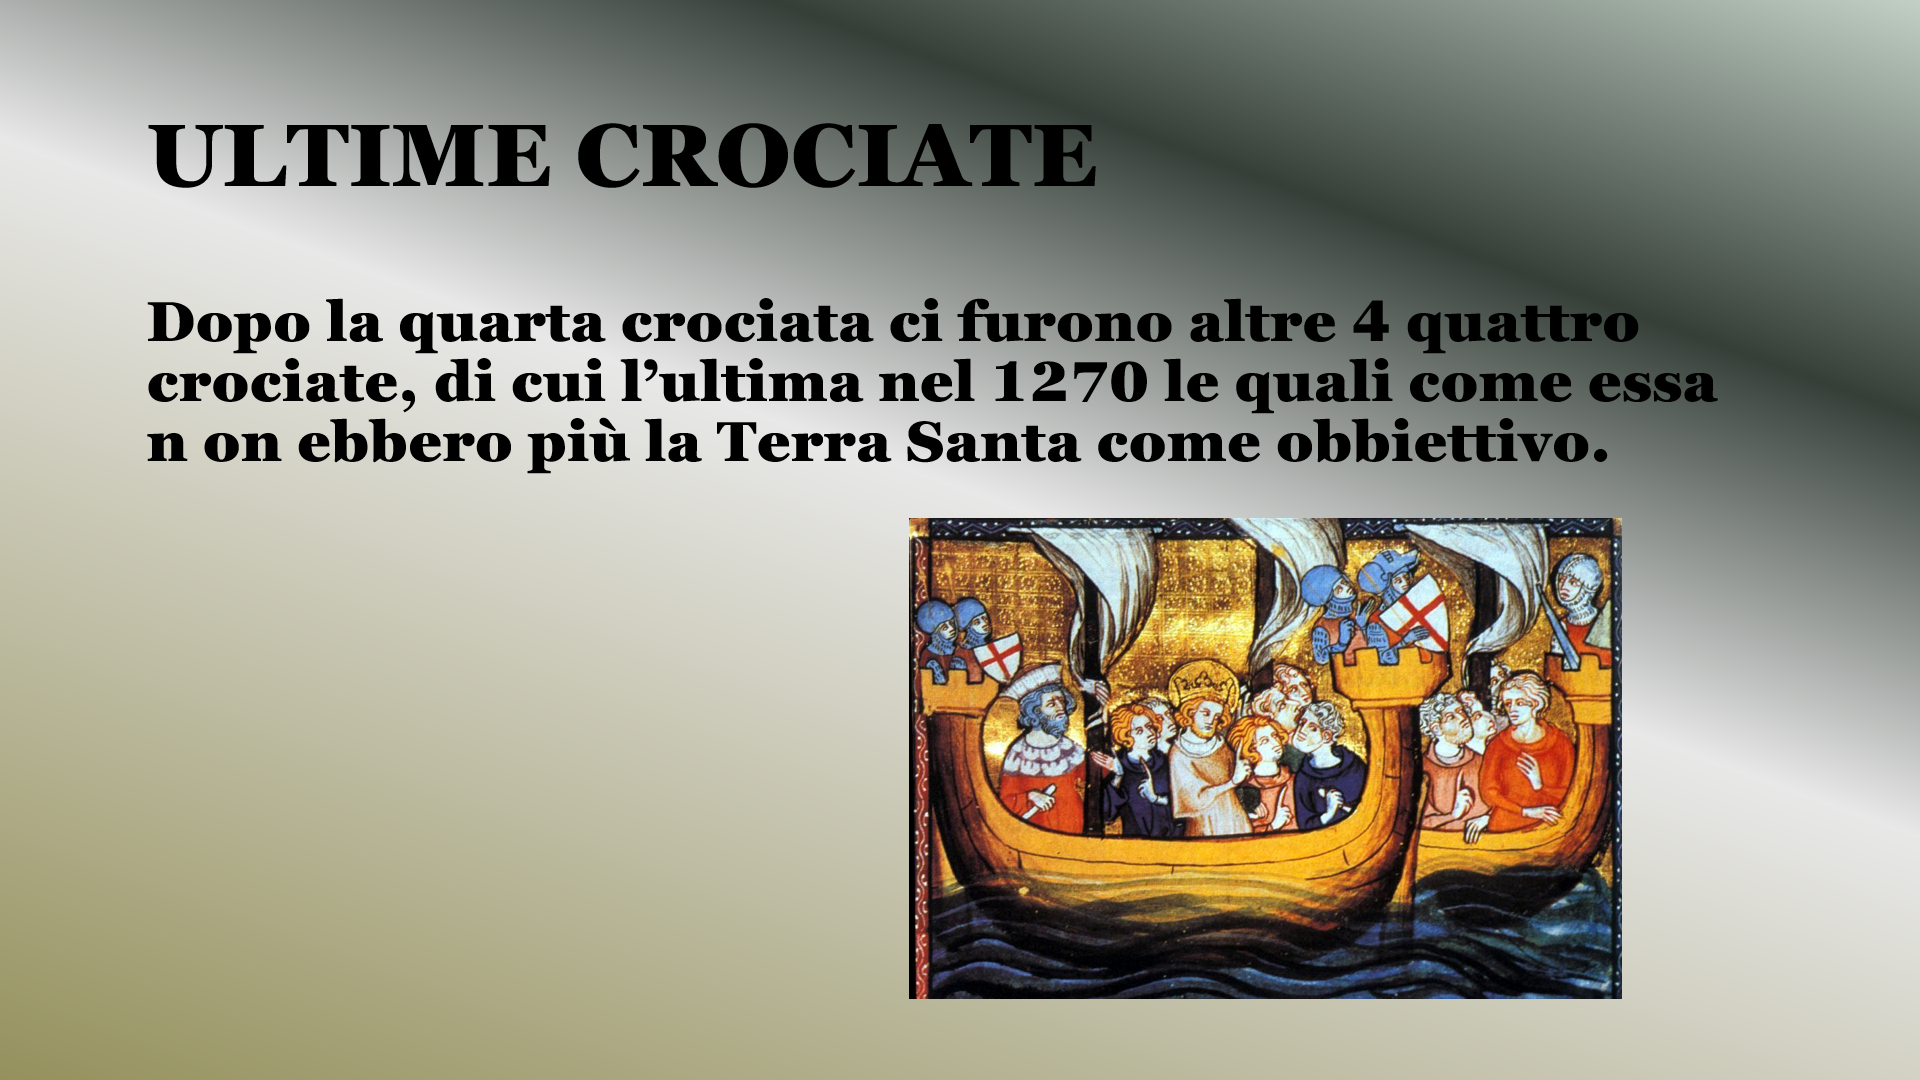 ULTIME CROCIATE
Dopo la quarta crociata ci furono altre 4 quattro
crociate, di cui l’ultima nel 1270 le quali come essa
n on ebbero più la Terra Santa come obbiettivo.